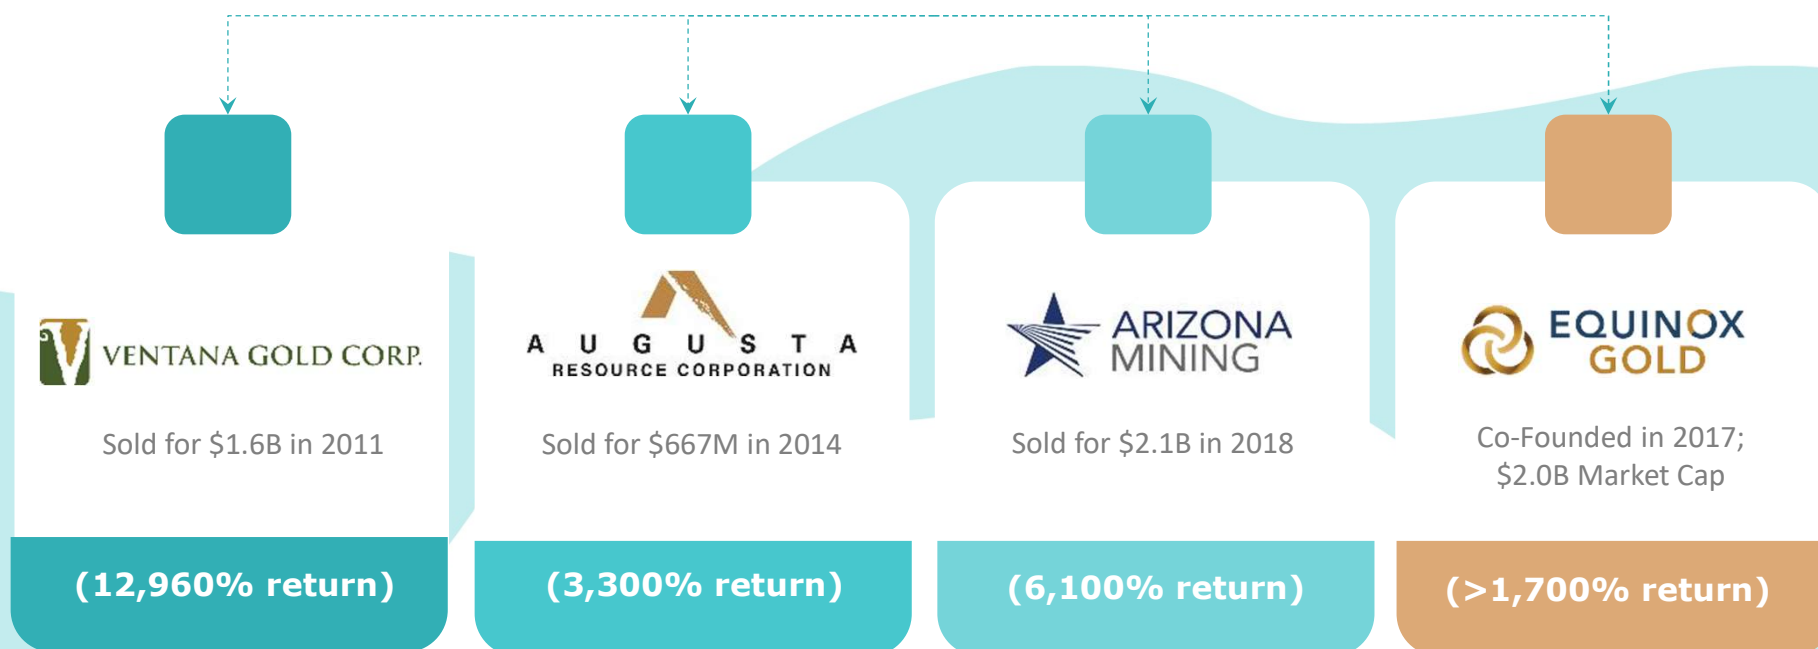 VENTANA GOLD CORP.
Sold for $1.6B in 2011
(12,960% return)
AUGUSTA
RESOURCE CORPORATION
Sold for $667M in 2014
(3,300% return)
ARIZONA
MINING
Sold for $2.1B in 2018
(6,100% return)
EQUINOX
GOLD
Co-Founded in 2017;
$2.0B Market Cap
(>1,700% return)